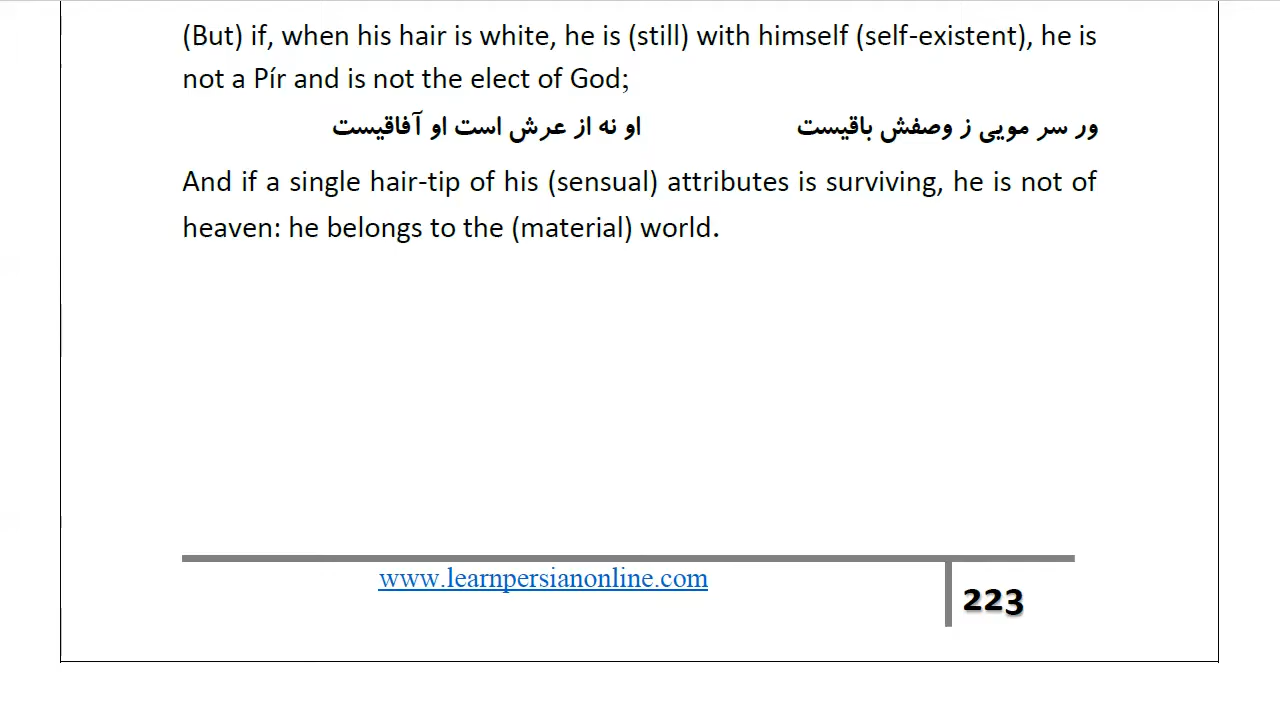 (But) if, when his hair is white, he is (still) with himself (self-existent), he is
not a Pír and is not the elect of God;
ور سر مویی ز وصفش باقیست او نه از عرش است او آفاقیست
And if a single hair-tip of his (sensual) attributes is surviving, he is not of
heaven: he belongs to the (material) world.
www.learnpersianonline.com
223